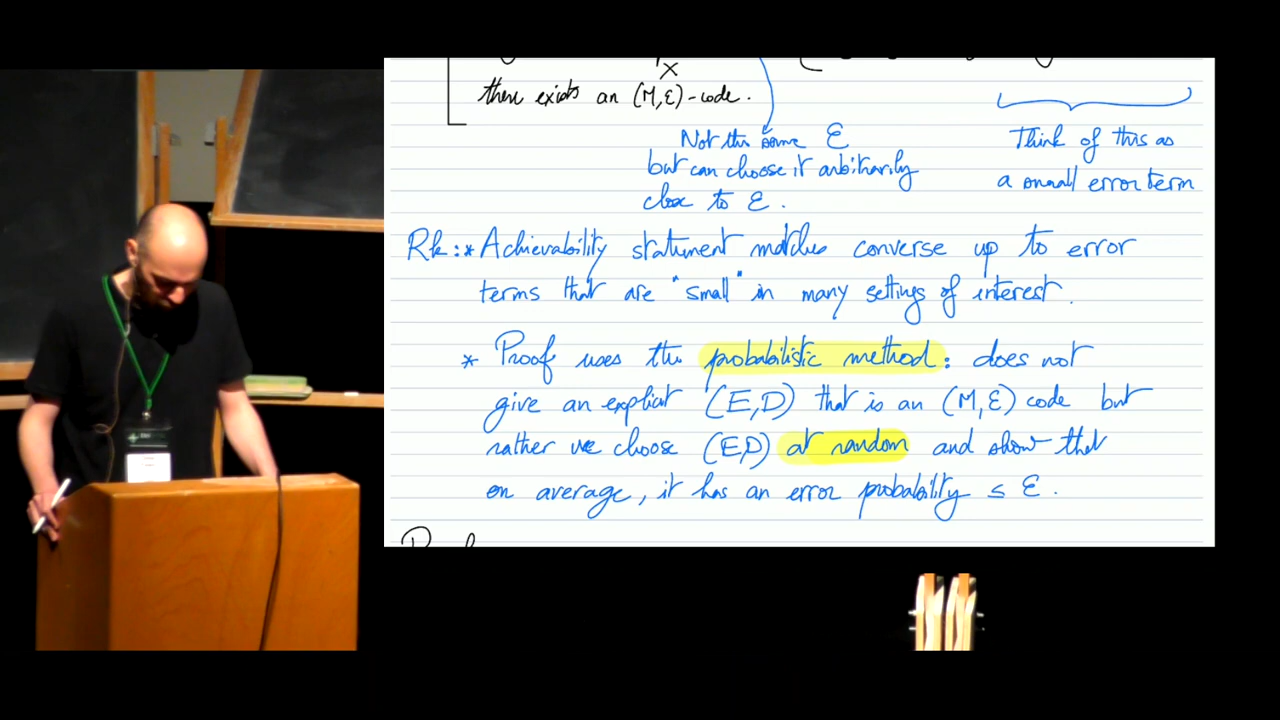 there exists an (M,ε)-code.
Not the same ε
but can choose it arbitrarily
close to ε.
Think of this as
a small error term
Rk:* Achievability statement matches converse up to error
terms that are "small" in many settings of interest.
* Proof uses the probabilistic method: does not
give an explicit (E,D) that is an (M,ε) code but
rather we choose (E,D) at random and show that
on average, it has an error probability ≤ ε.